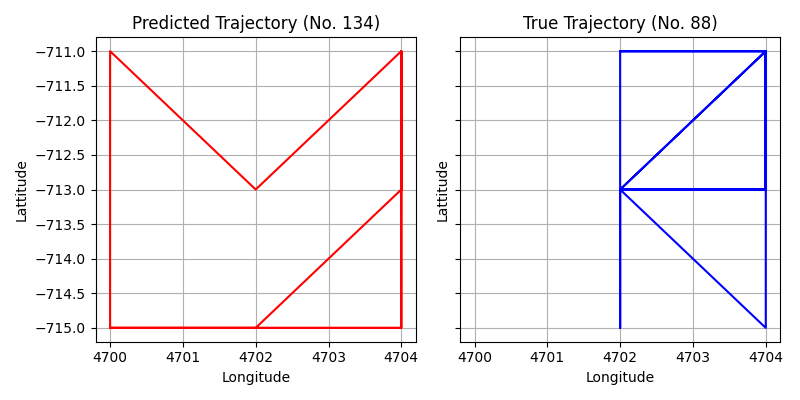 Predicted Trajectory (No. 134)
True Trajectory (No. 88)
Lattitude
−711.0
−711.5
−712.0
−712.5
−713.0
−713.5
−714.0
−714.5
−715.0
4700 4701 4702 4703 4704
Longitude
Lattitude
4700 4701 4702 4703 4704
Longitude